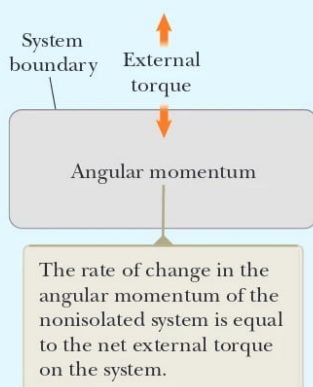 System
boundary
External
torque
Angular momentum
The rate of change in the
angular momentum of the
nonisolated system is equal
to the net external torque
on the system.